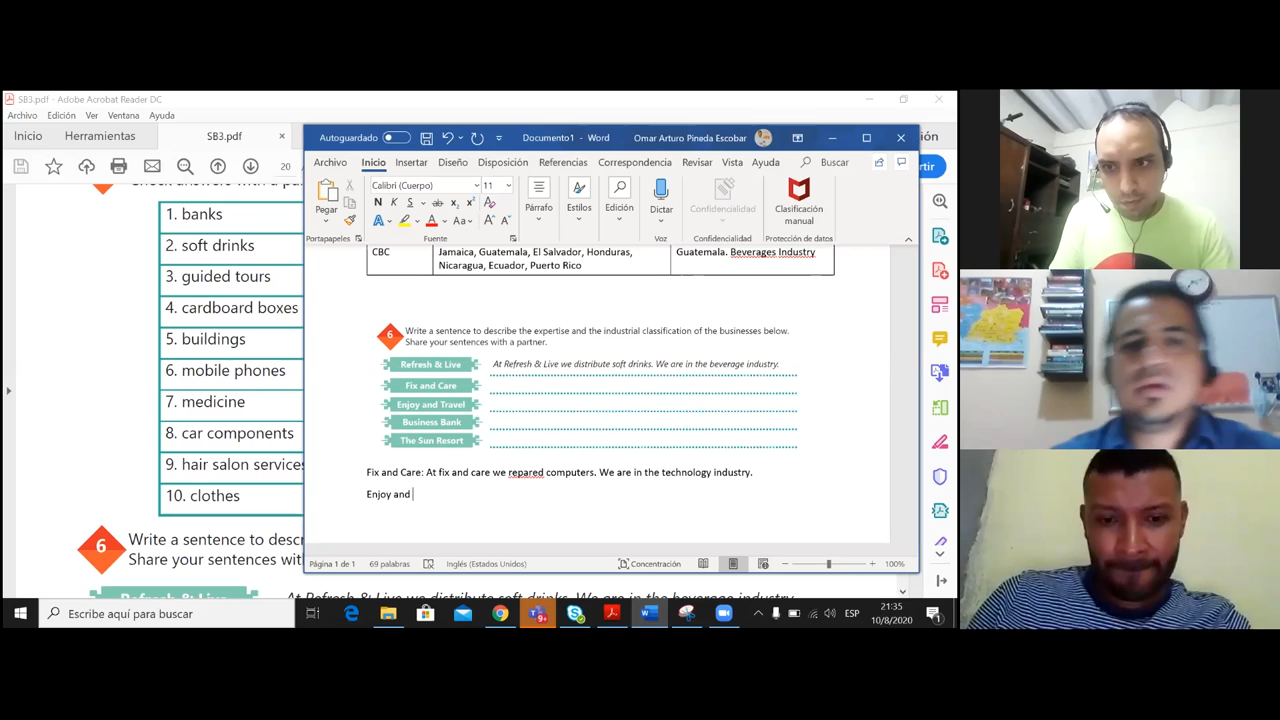 SB3.pdf - Adobe Acrobat Reader DC
Archivo Edición Ver Ventana Ayuda
Inicio Herramientas SB3.pdf
20
1. banks
2. soft drinks
3. guided tours
4. cardboard boxes
5. buildings
6. mobile phones
7. medicine
8. car components
9. hair salon services
10. clothes
6 Write a sentence to descr
Share your sentences with
Autoguardado Documento1 - Word Omar Arturo Pineda Escobar
Archivo Inicio Insertar Diseño Disposición Referencias Correspondencia Revisar Vista Ayuda Buscar
Calibri (Cuerpo) 11
N K S ab x₂ x²
Pegar Párrafo Estilos Edición Dictar Confidencialidad Clasificación manual
Portapapeles Fuente Voz Confidencialidad Protección de datos
CBC Jamaica, Guatemala, El Salvador, Honduras, Nicaragua, Ecuador, Puerto Rico Guatemala. Beverages Industry
6 Write a sentence to describe the expertise and the industrial classification of the businesses below.
Share your sentences with a partner.
Refresh & Live At Refresh & Live we distribute soft drinks. We are in the beverage industry.
Fix and Care
Enjoy and Travel
Business Bank
The Sun Resort
Fix and Care: At fix and care we repared computers. We are in the technology industry.
Enjoy and
Página 1 de 1 69 palabras Inglés (Estados Unidos) Concentración 100%
Escribe aquí para buscar
9+
ESP
21:35
10/8/2020